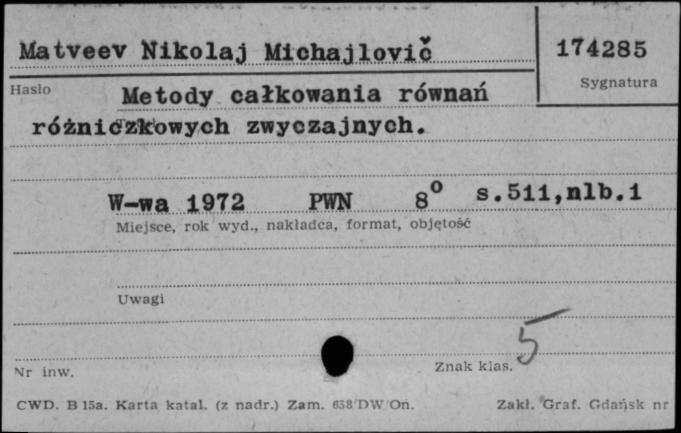 Matveev Nikolaj Michajlovič
174285
Hasło
Sygnatura
Metody całkowania równań
różniczkowych zwyczajnych.
W-wa 1972 PWN 8⁰ s.511,nlb.1
Miejsce, rok wyd., nakładca, format, objętość
Uwagi
5
Nr inw.
Znak klas.
CWD. B 15a. Karta katal. (z nadr.) Zam. 658/DW/On.
Zakł. Graf. Gdańsk nr